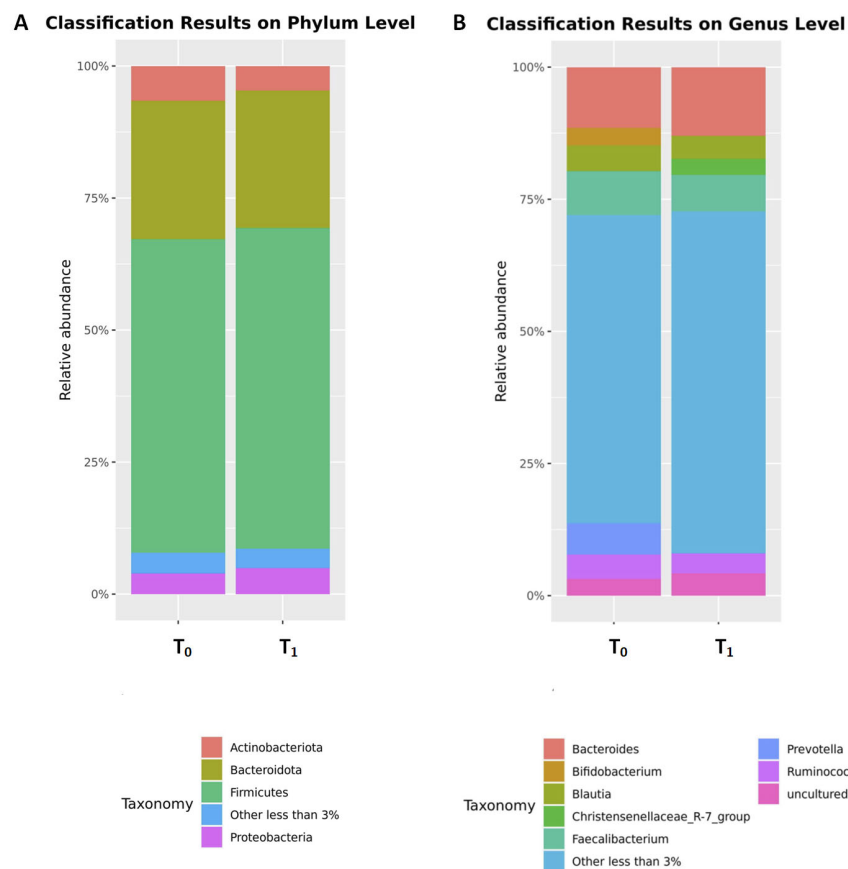 A Classification Results on Phylum Level
100%
75%
50%
25%
0%
Relative abundance
T0
T1
Taxonomy
Actinobacteriota
Bacteroidota
Firmicutes
Other less than 3%
Proteobacteria
B Classification Results on Genus Level
100%
75%
50%
25%
0%
Relative abundance
T0
T1
Taxonomy
Bacteroides
Bifidobacterium
Blautia
Christensenellaceae_R-7_group
Faecalibacterium
Other less than 3%
Prevotella
Ruminococ
uncultured